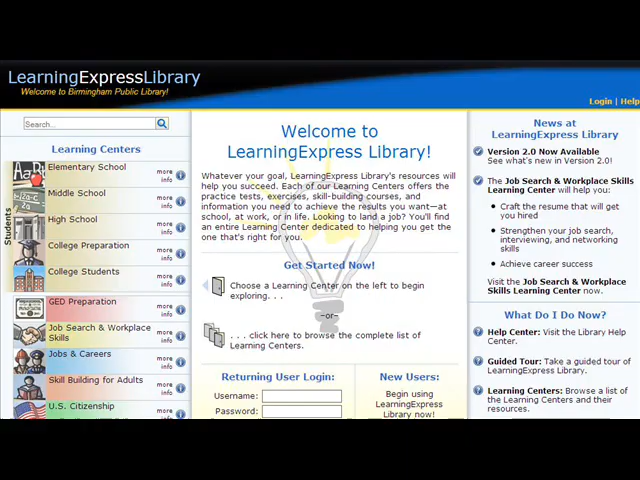 LearningExpressLibrary
Welcome to Birmingham Public Library!
Login | Help
Search...
Learning Centers
Students
Elementary School
more info
Middle School
more info
High School
more info
College Preparation
more info
College Students
more info
GED Preparation
more info
Job Search & Workplace
Skills
more info
Jobs & Careers
more info
Skill Building for Adults
more info
U.S. Citizenship
more info
Welcome to
LearningExpress Library!
Whatever your goal, LearningExpress Library's resources will
help you succeed. Each of our Learning Centers offers the
practice tests, exercises, skill-building courses, and
information you need to achieve the results you want—at
school, at work, or in life. Looking to land a job? You'll find
an entire Learning Center dedicated to helping you get the
one that's right for you.
Get Started Now!
Choose a Learning Center on the left to begin
exploring. . .
–or–
. . . click here to browse the complete list of
Learning Centers.
Returning User Login:
Username:
Password:
New Users:
Begin using
LearningExpress
Library now!
News at
LearningExpress Library
Version 2.0 Now Available
See what's new in Version 2.0!
The Job Search & Workplace Skills
Learning Center will help you:
Craft the resume that will get
you hired
Strengthen your job search,
interviewing, and networking
skills
Achieve career success
Visit the Job Search & Workplace
Skills Learning Center now.
What Do I Do Now?
Help Center: Visit the Library Help
Center.
Guided Tour: Take a guided tour of
LearningExpress Library.
Learning Centers: Browse a list of
the Learning Centers and their
resources.